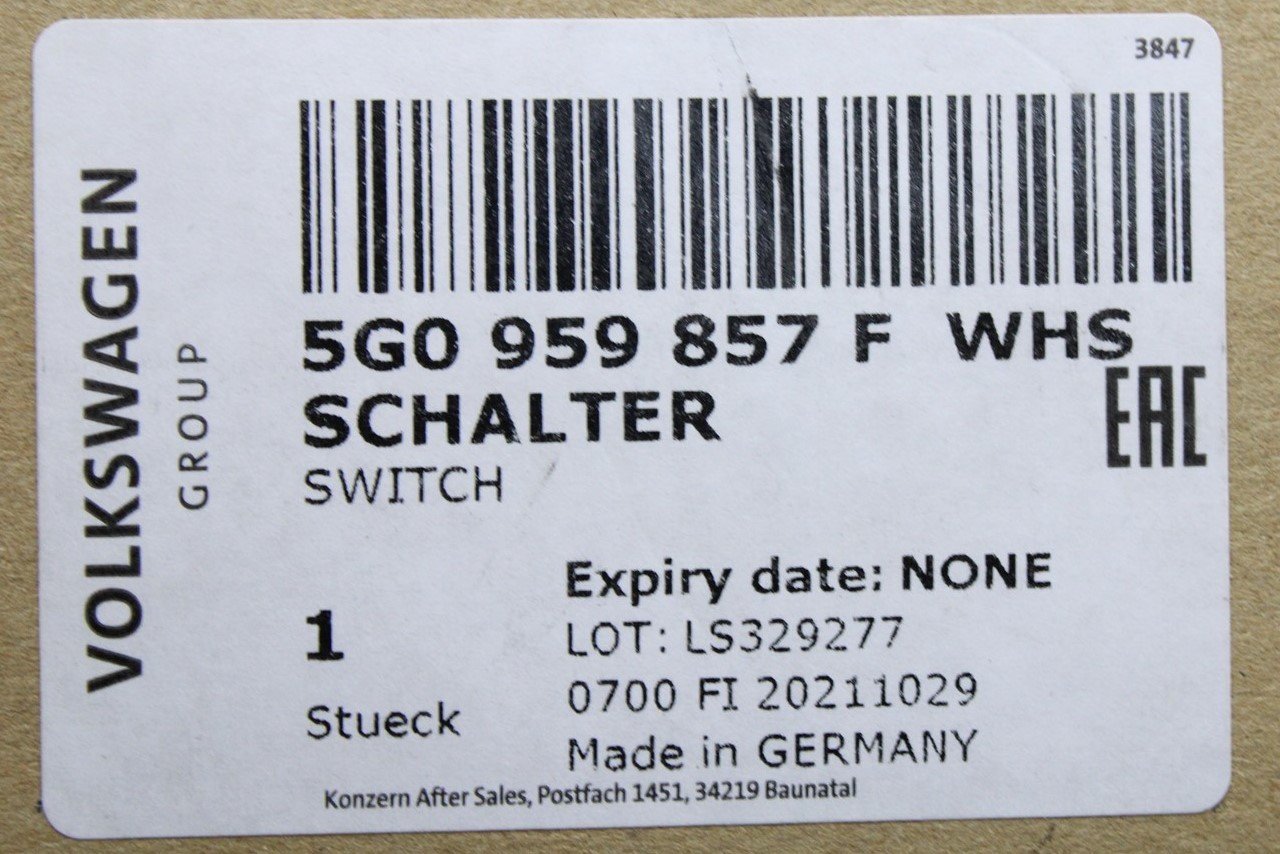 3847
VOLKSWAGEN
GROUP
5G0 959 857 F WHS
SCHALTER
EAC
SWITCH
1
Stueck
Expiry date: NONE
LOT: LS329277
0700 FI 20211029
Made in GERMANY
Konzern After Sales, Postfach 1451, 34219 Baunatal